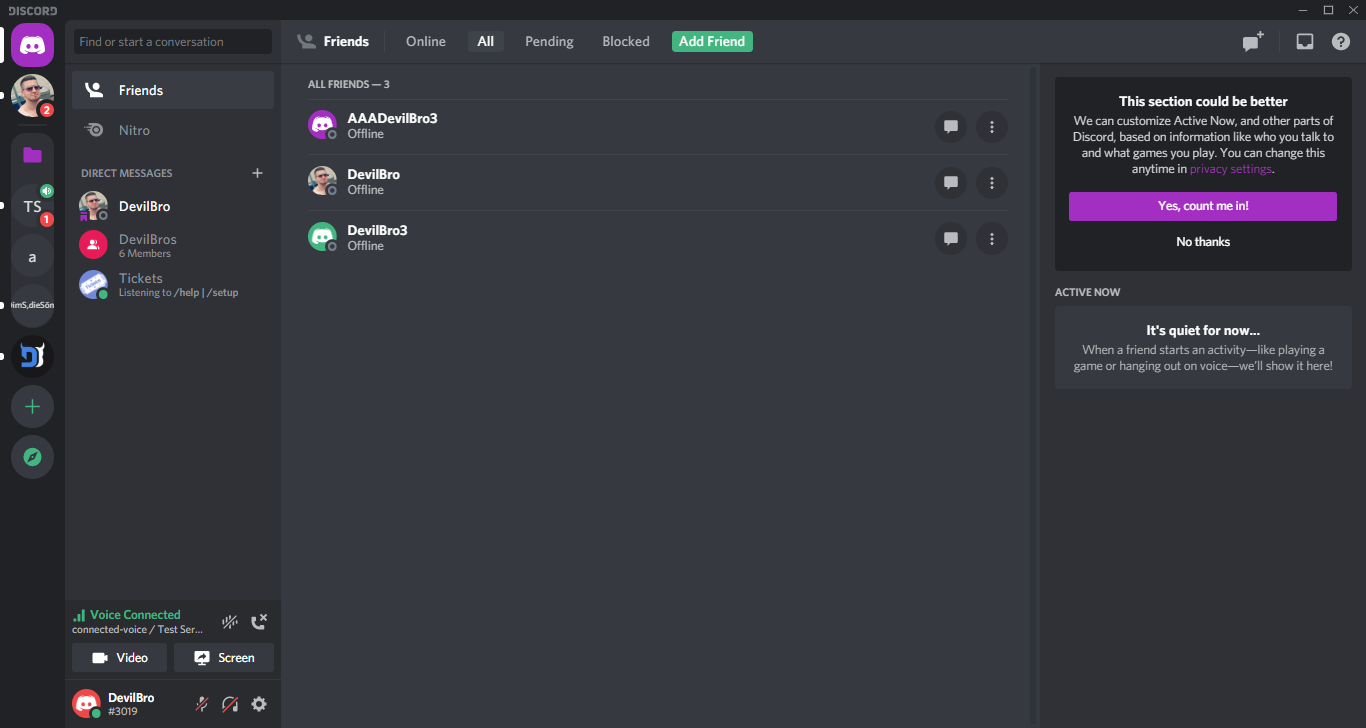 DISCORD
Find or start a conversation
Friends
Online
All
Pending
Blocked
Add Friend
2
TS
1
a
Friends
Nitro
DIRECT MESSAGES
DevilBro
DevilBros
6 Members
Tickets
Listening to /help | /setup
Voice Connected
connected-voice / Test Ser...
Video
Screen
DevilBro
#3019
ALL FRIENDS — 3
AAADevilBro3
Offline
DevilBro
Offline
DevilBro3
Offline
This section could be better
We can customize Active Now, and other parts of
Discord, based on information like who you talk to
and what games you play. You can change this
anytime in privacy settings.
Yes, count me in!
No thanks
ACTIVE NOW
It's quiet for now...
When a friend starts an activity—like playing a
game or hanging out on voice—we'll show it here!